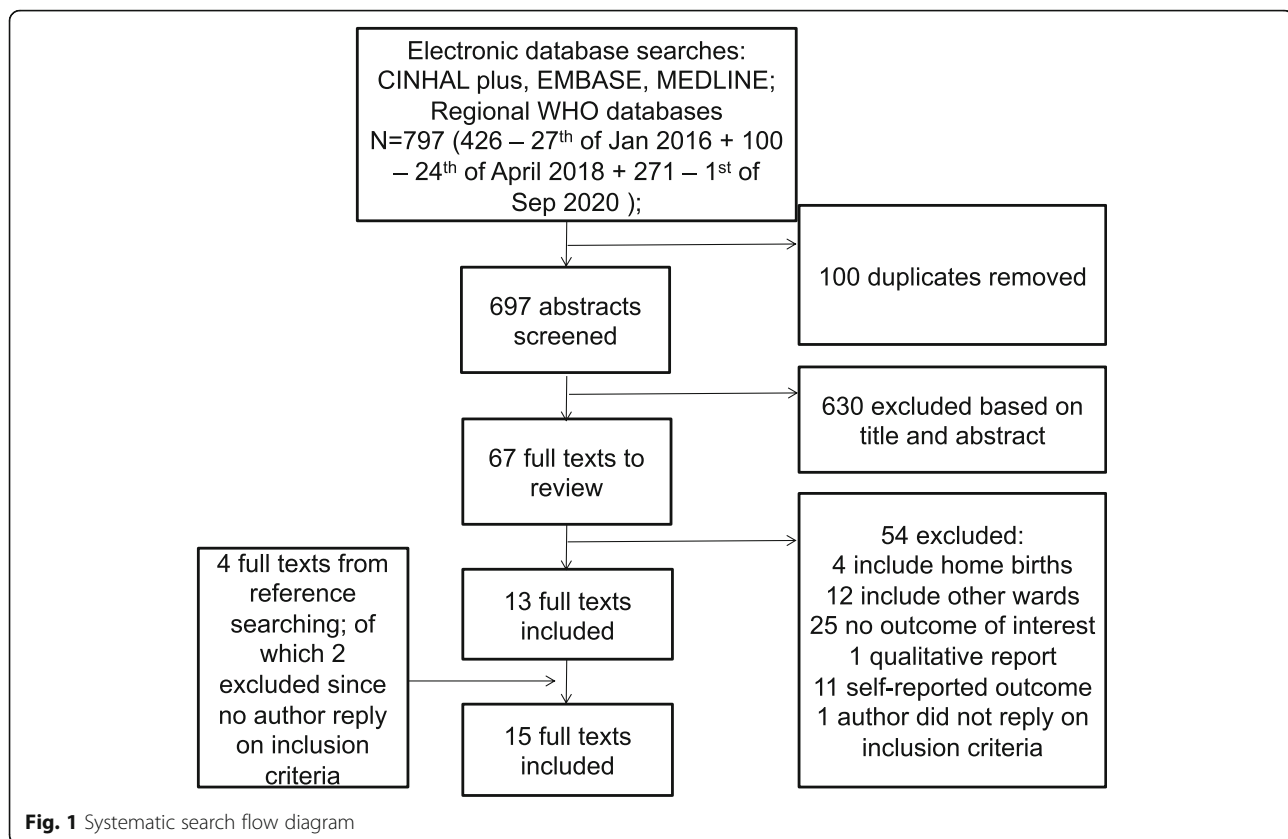 Electronic database searches:
CINHAL plus, EMBASE, MEDLINE;
Regional WHO databases
N=797 (426 – 27th of Jan 2016 + 100
– 24th of April 2018 + 271 – 1st of
Sep 2020 );
100 duplicates removed
697 abstracts
screened
630 excluded based on
title and abstract
67 full texts to
review
54 excluded:
4 include home births
12 include other wards
25 no outcome of interest
1 qualitative report
11 self-reported outcome
1 author did not reply on
inclusion criteria
4 full texts from
reference
searching; of
which 2
excluded since
no author reply
on inclusion
criteria
13 full texts
included
15 full texts
included
Fig. 1 Systematic search flow diagram